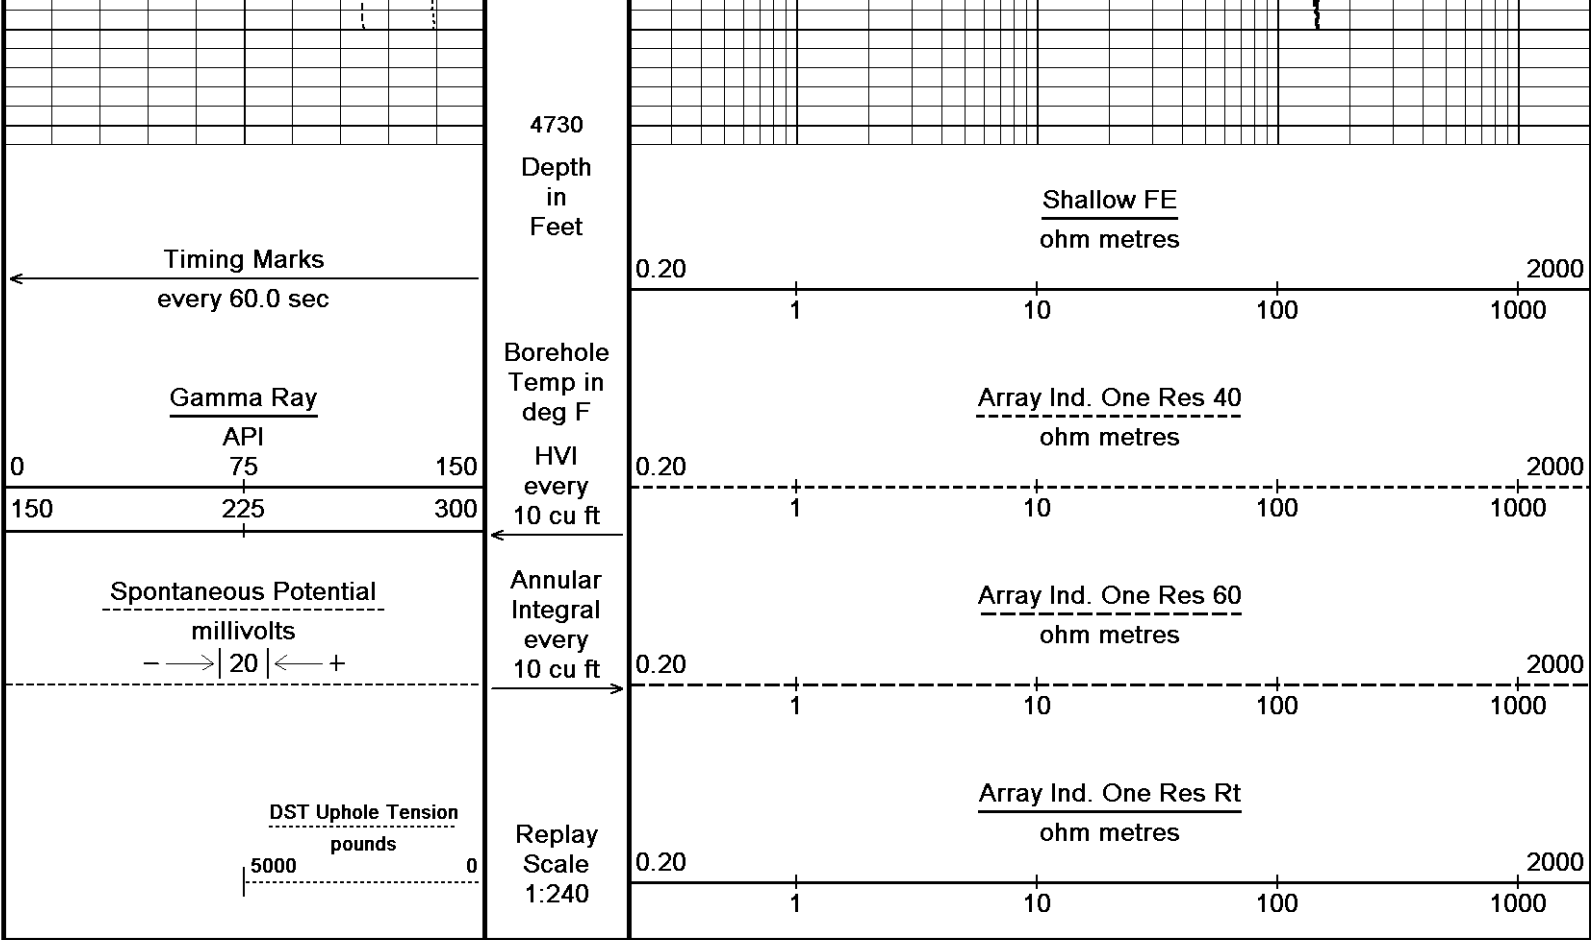 4730
Depth
in
Feet
Timing Marks
every 60.0 sec
Gamma Ray
API
0 75 150
150 225 300
Spontaneous Potential
millivolts
− 20 +
DST Uphole Tension
pounds
5000 0
Borehole
Temp in
deg F
HVI
every
10 cu ft
Annular
Integral
every
10 cu ft
Replay
Scale
1:240
Shallow FE
ohm metres
0.20 2000
1 10 100 1000
Array Ind. One Res 40
ohm metres
0.20 2000
1 10 100 1000
Array Ind. One Res 60
ohm metres
0.20 2000
1 10 100 1000
Array Ind. One Res Rt
ohm metres
0.20 2000
1 10 100 1000